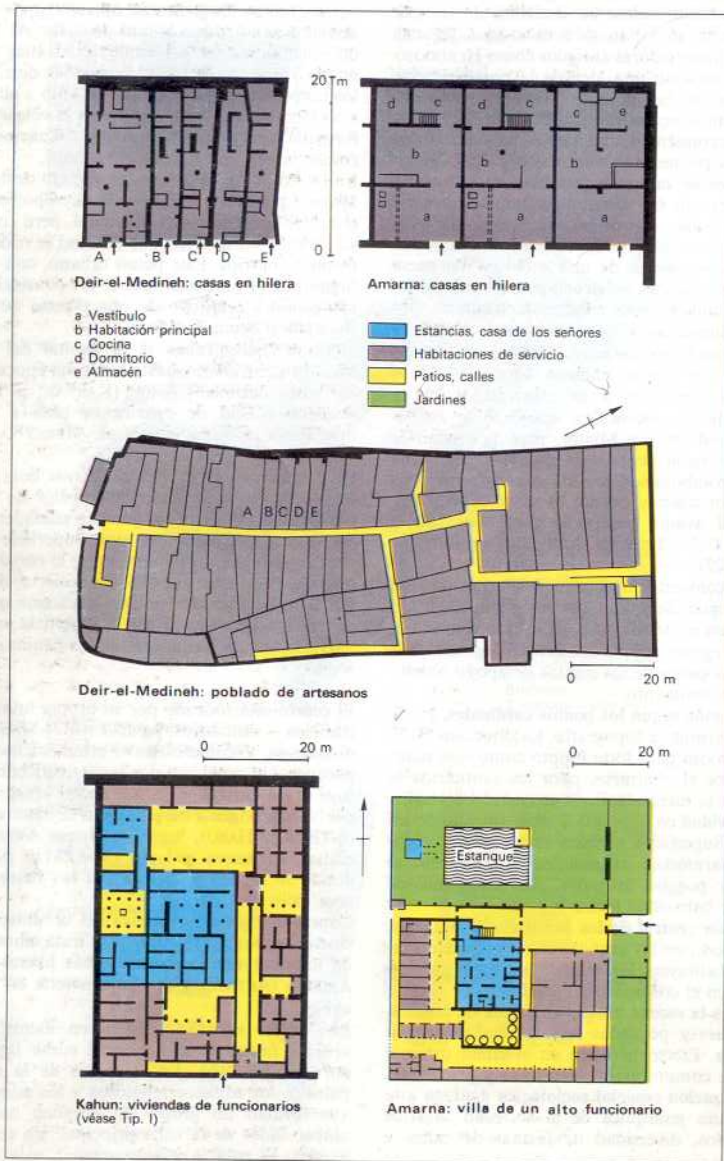 20 m
0
d c d c c e
b b b
a a a
A B C D E
Deir-el-Medineh: casas en hilera
Amarna: casas en hilera
a Vestíbulo
b Habitación principal
c Cocina
d Dormitorio
e Almacén
Estancias, casa de los señores
Habitaciones de servicio
Patios, calles
Jardines
A B C D E
0 20 m
Deir-el-Medineh: poblado de artesanos
0 20 m
0 20 m
Estanque
Kahun: viviendas de funcionarios
(véase Tip. I)
Amarna: villa de un alto funcionario